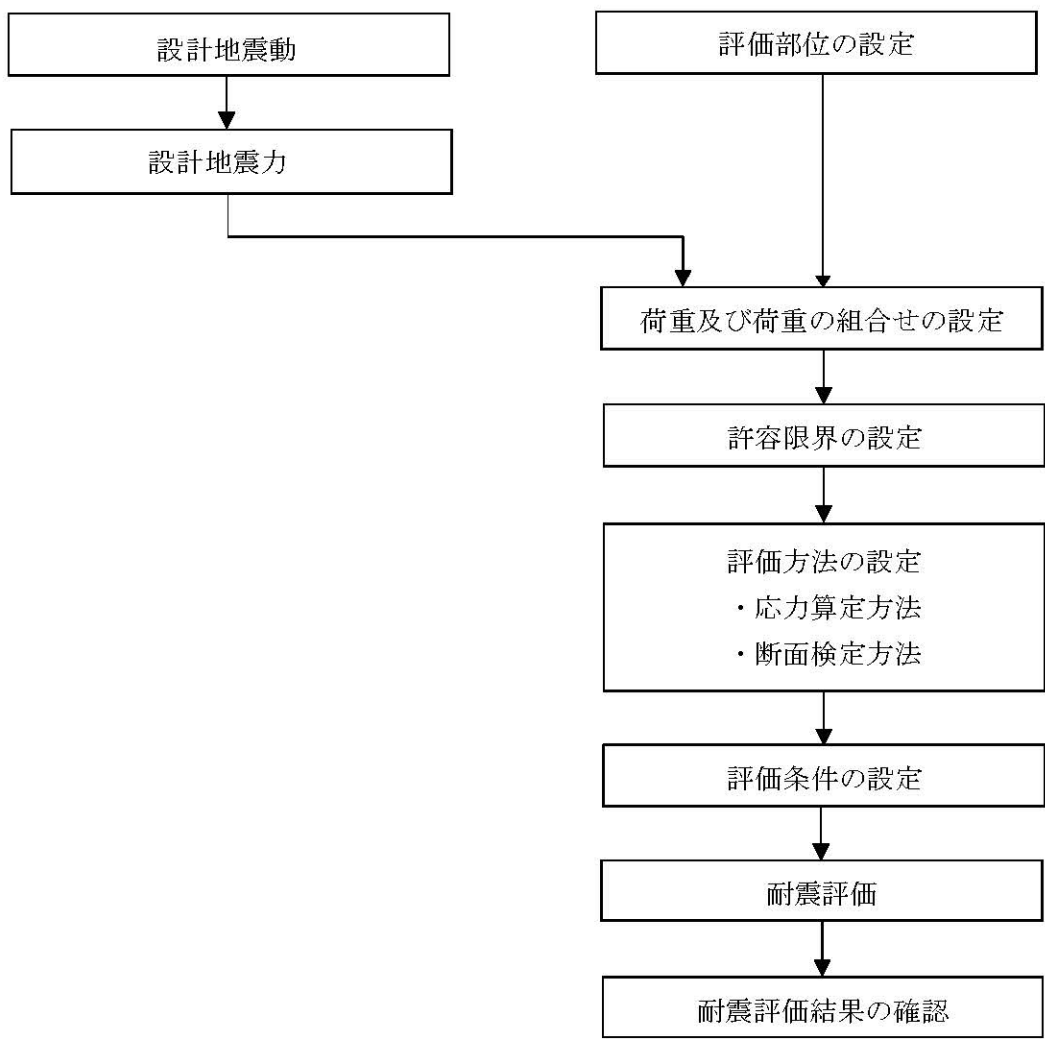 設計地震動
評価部位の設定
設計地震力
荷重及び荷重の組合せの設定
許容限界の設定
評価方法の設定
・応力算定方法
・断面検定方法
評価条件の設定
耐震評価
耐震評価結果の確認